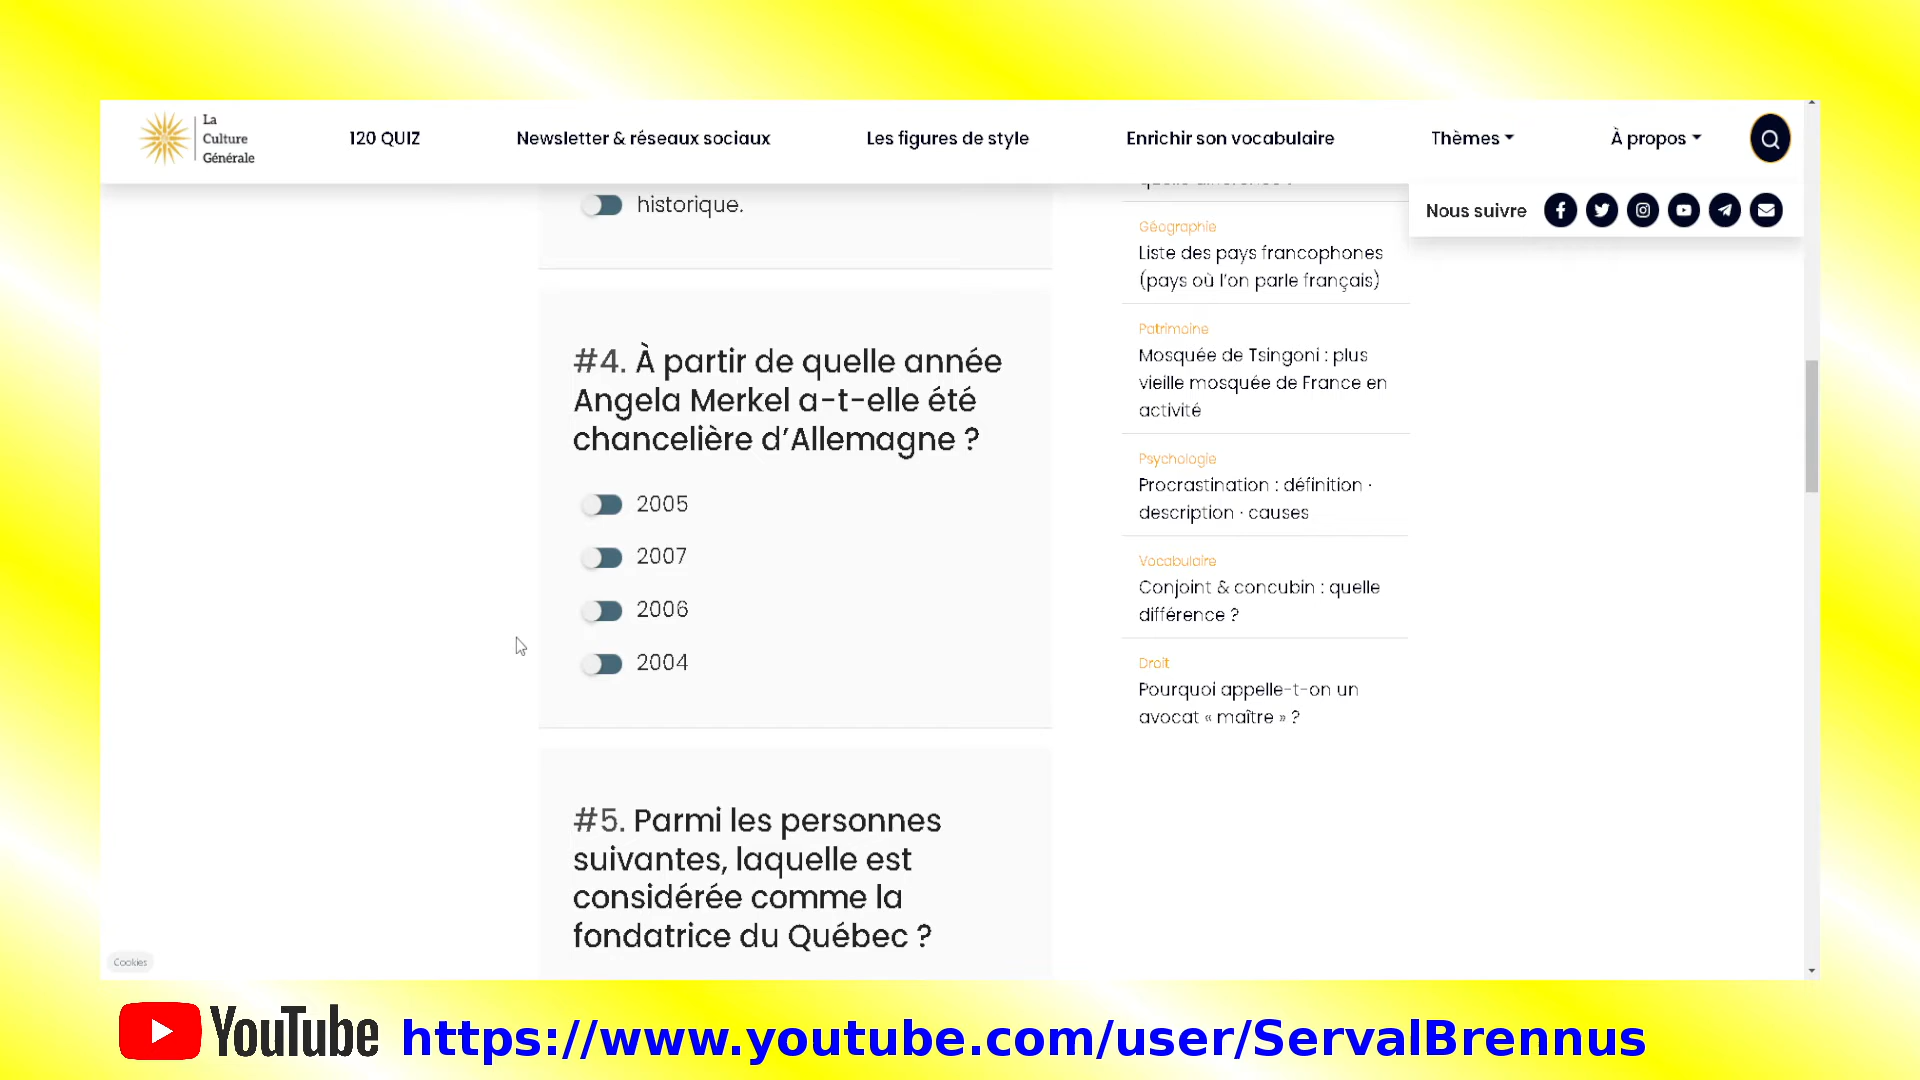 La
Culture
Générale
120 QUIZ
Newsletter & réseaux sociaux
Les figures de style
Enrichir son vocabulaire
Thèmes
À propos
Nous suivre
historique.
#4. À partir de quelle année
Angela Merkel a-t-elle été
chancelière d’Allemagne ?
2005
2007
2006
2004
#5. Parmi les personnes
suivantes, laquelle est
considérée comme la
fondatrice du Québec ?
Géographie
Liste des pays francophones
(pays où l’on parle français)
Patrimoine
Mosquée de Tsingoni : plus
vieille mosquée de France en
activité
Psychologie
Procrastination : définition ·
description · causes
Vocabulaire
Conjoint & concubin : quelle
différence ?
Droit
Pourquoi appelle-t-on un
avocat « maître » ?
Cookies
YouTube https://www.youtube.com/user/ServalBrennus